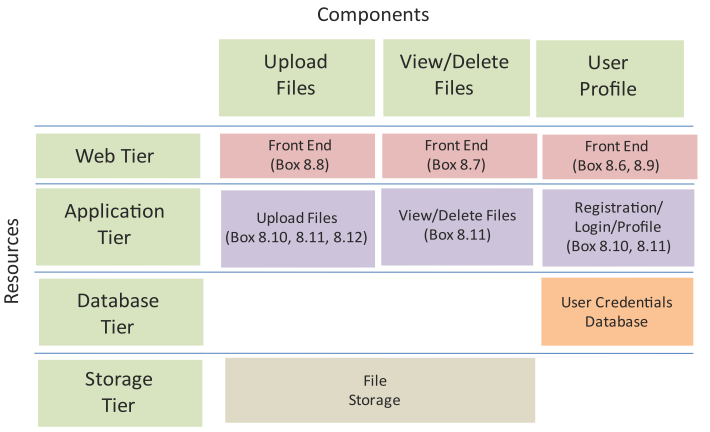 Components
Upload
Files
View/Delete
Files
User
Profile
Resources
Web Tier
Front End
(Box 8.8)
Front End
(Box 8.7)
Front End
(Box 8.6, 8.9)
Application
Tier
Upload Files
(Box 8.10, 8.11, 8.12)
View/Delete Files
(Box 8.11)
Registration/
Login/Profile
(Box 8.10, 8.11)
Database
Tier
User Credentials
Database
Storage
Tier
File
Storage